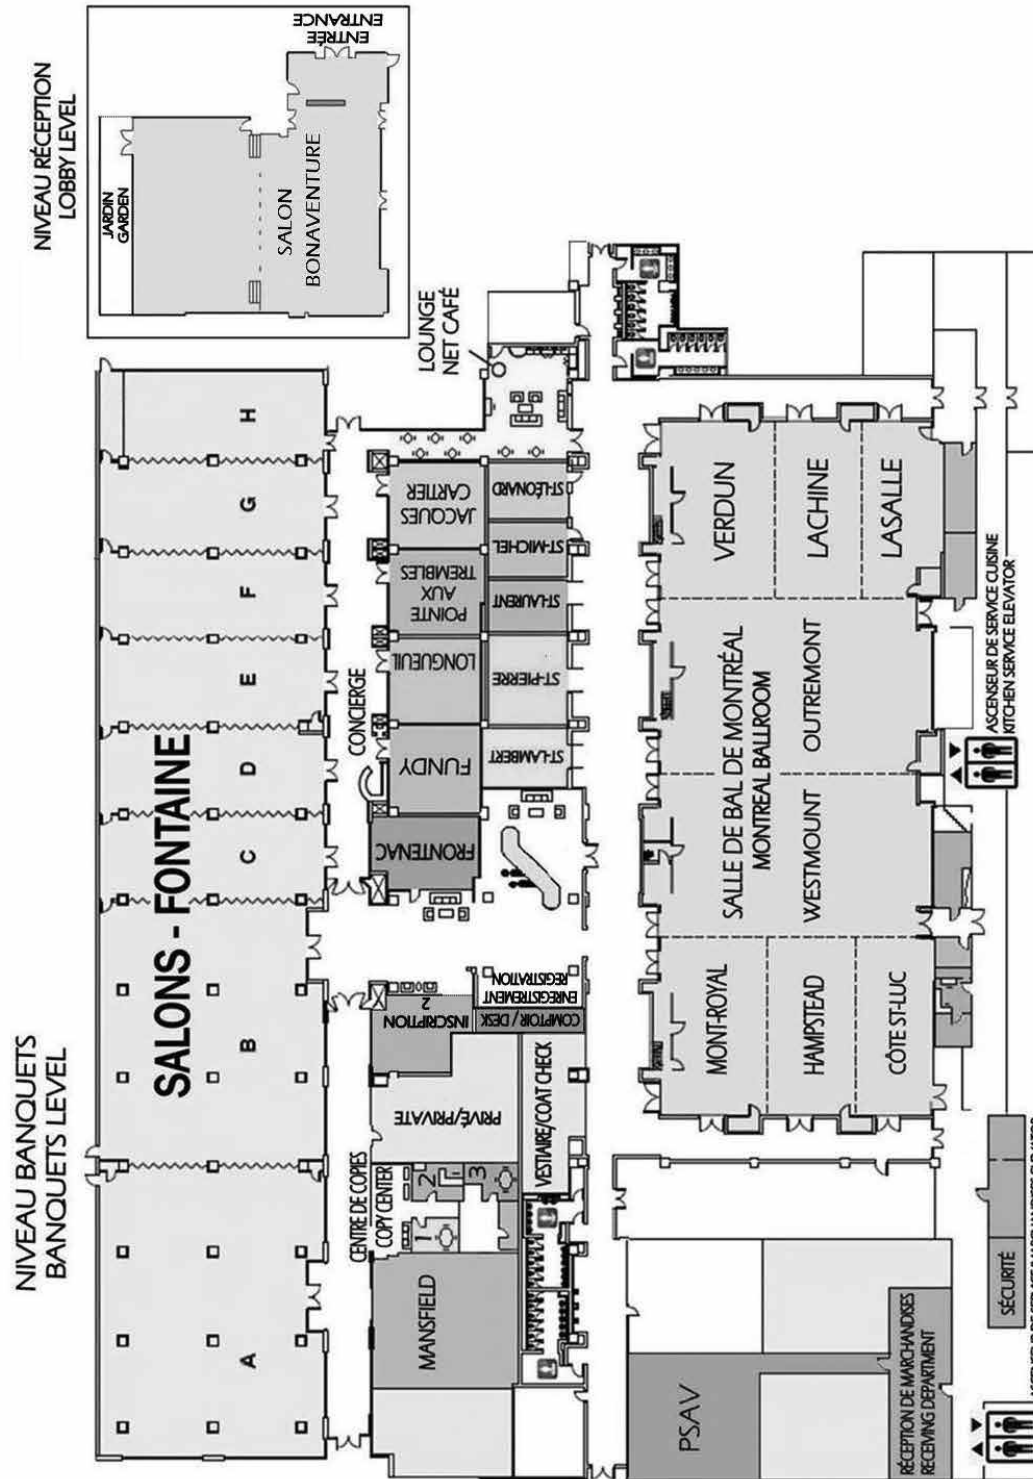 NIVEAU RÉCEPTION
LOBBY LEVEL
ENTRÉE
ENTRANCE
JARDIN
GARDEN
SALON
BONAVENTURE
NIVEAU BANQUETS
BANQUETS LEVEL
SALONS - FONTAINE
A
B
C
D
E
F
G
H
LOUNGE
NET CAFÉ
CONCIERGE
JACQUES
CARTIER
POINTE
AUX
TREMBLES
LONGUEUIL
FUNDY
FRONTENAC
ST-LÉONARD
ST-MICHEL
ST-LAURENT
ST-PIERRE
ST-LAMBERT
INSCRIPTION
2
ENREGISTREMENT
REGISTRATION
COMPTOIR / DESK
PRIVÉ/PRIVATE
VESTIAIRE/COAT CHECK
CENTRE DE COPIES
COPY CENTER
1
2
3
MANSFIELD
VERDUN
LACHINE
LASALLE
SALLE DE BAL DE MONTRÉAL
MONTREAL BALLROOM
WESTMOUNT
OUTREMONT
MONT-ROYAL
HAMPSTEAD
CÔTE ST-LUC
ASCENSEUR DE SERVICE CUISINE
KITCHEN SERVICE ELEVATOR
SÉCURITÉ
PSAV
RÉCEPTION DE MARCHANDISES
RECEIVING DEPARTMENT